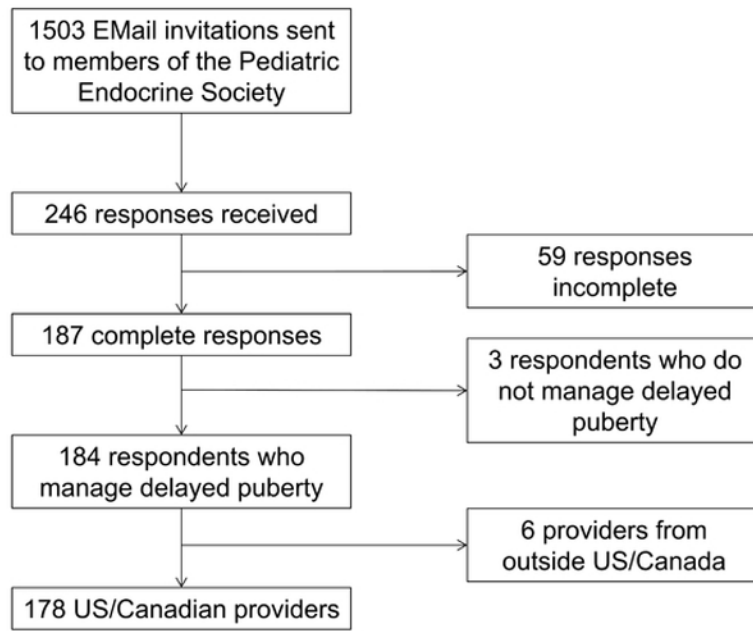 1503 EMail invitations sent
to members of the Pediatric
Endocrine Society
246 responses received
59 responses
incomplete
187 complete responses
3 respondents who do
not manage delayed
puberty
184 respondents who
manage delayed puberty
6 providers from
outside US/Canada
178 US/Canadian providers